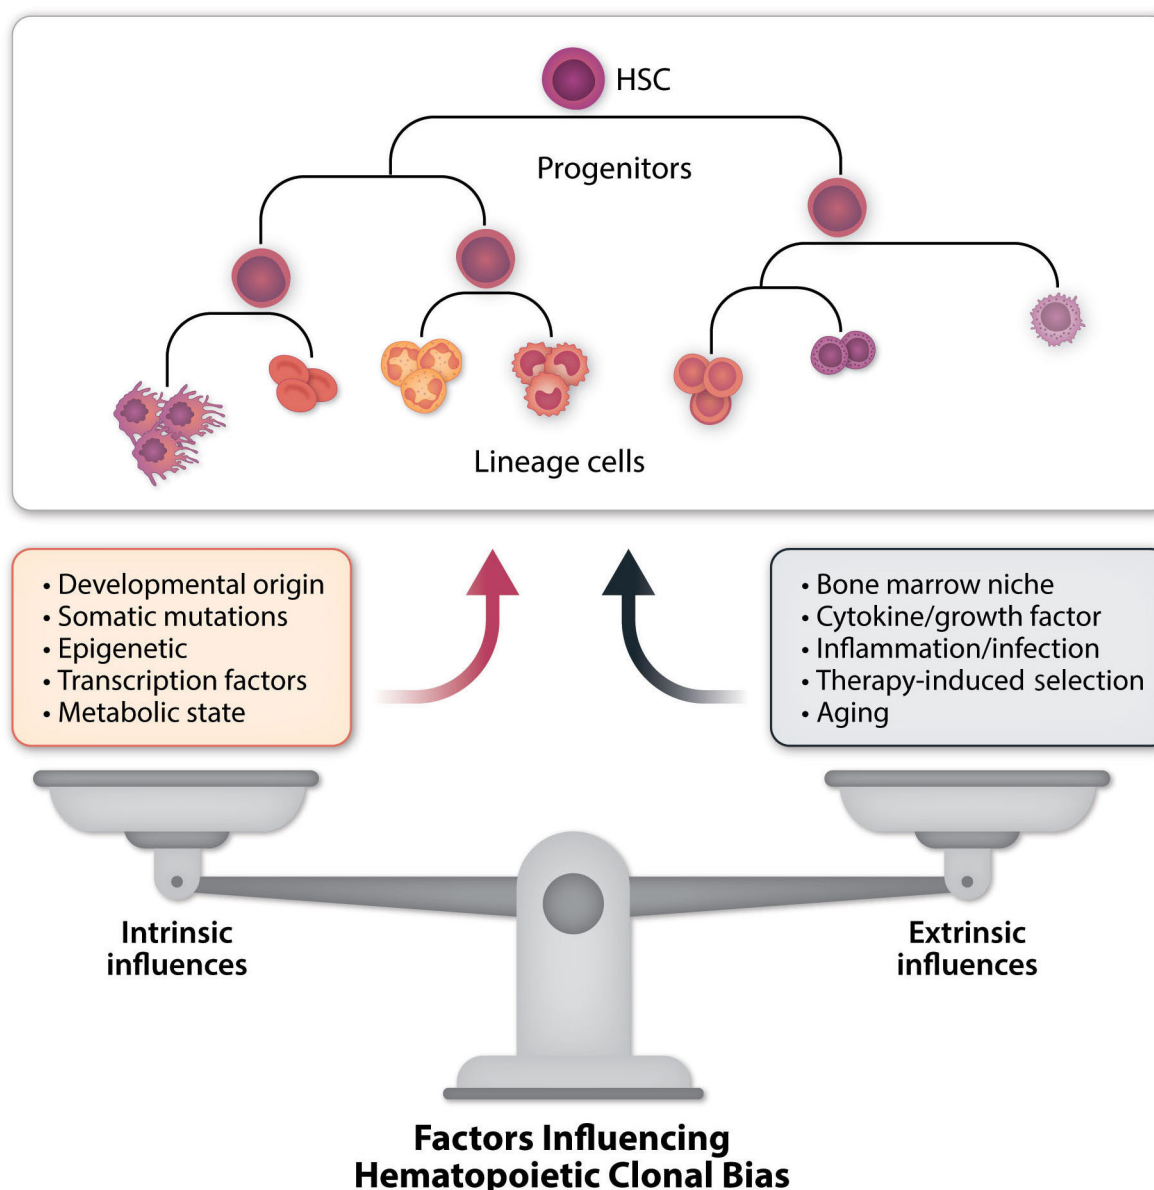 HSC
Progenitors
Lineage cells
• Developmental origin
• Somatic mutations
• Epigenetic
• Transcription factors
• Metabolic state
• Bone marrow niche
• Cytokine/growth factor
• Inflammation/infection
• Therapy-induced selection
• Aging
Intrinsic
influences
Extrinsic
influences
Factors Influencing
Hematopoietic Clonal Bias